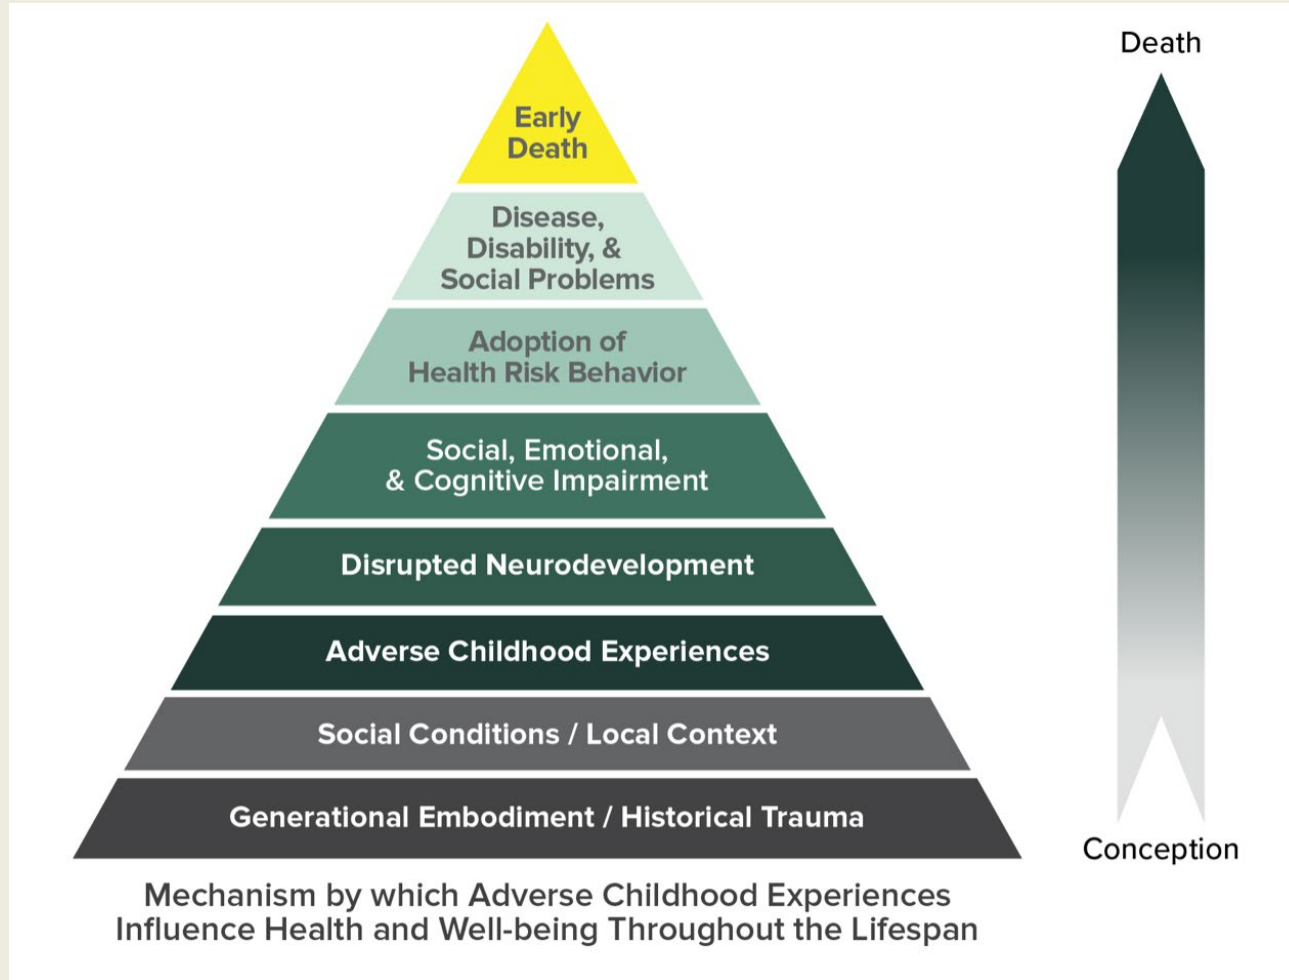 Death
Early
Death
Disease,
Disability, &
Social Problems
Adoption of
Health Risk Behavior
Social, Emotional,
& Cognitive Impairment
Disrupted Neurodevelopment
Adverse Childhood Experiences
Social Conditions / Local Context
Generational Embodiment / Historical Trauma
Conception
Mechanism by which Adverse Childhood Experiences
Influence Health and Well-being Throughout the Lifespan